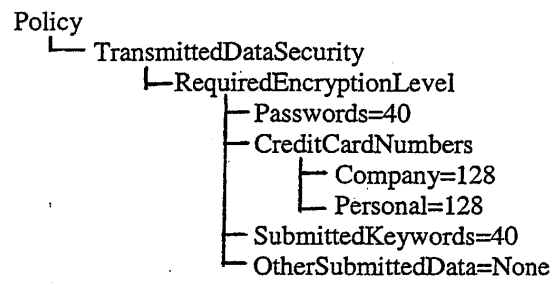 Policy
TransmittedDataSecurity
RequiredEncryptionLevel
Passwords=40
CreditCardNumbers
Company=128
Personal=128
SubmittedKeywords=40
OtherSubmittedData=None